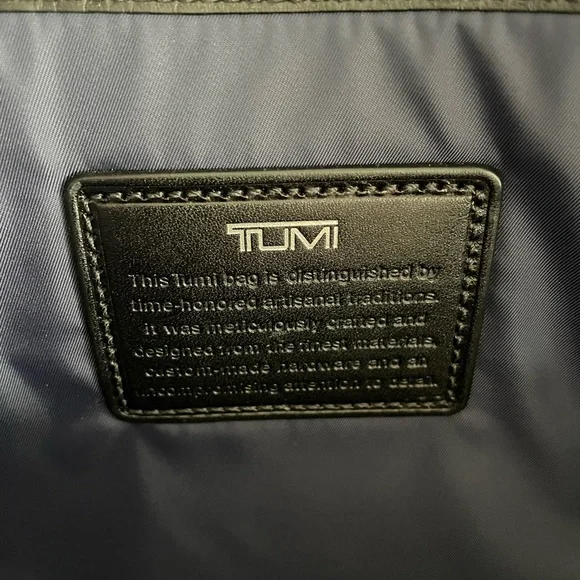 TUMI
This Tumi bag is distinguished by
time-honored artisanal traditions.
It was meticulously crafted and
designed from the finest materials,
custom-made hardware and an
uncompromising attention to detail.